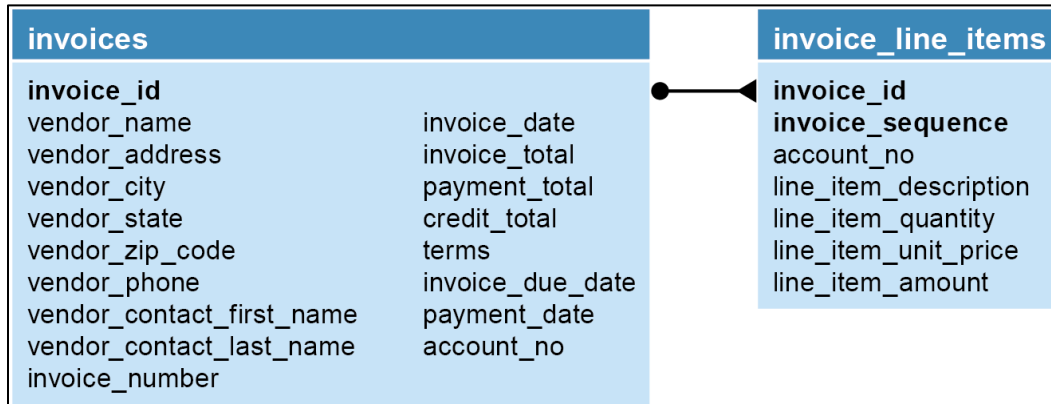 invoices
invoice_id
vendor_name
vendor_address
vendor_city
vendor_state
vendor_zip_code
vendor_phone
vendor_contact_first_name
vendor_contact_last_name
invoice_number
invoice_date
invoice_total
payment_total
credit_total
terms
invoice_due_date
payment_date
account_no
invoice_line_items
invoice_id
invoice_sequence
account_no
line_item_description
line_item_quantity
line_item_unit_price
line_item_amount